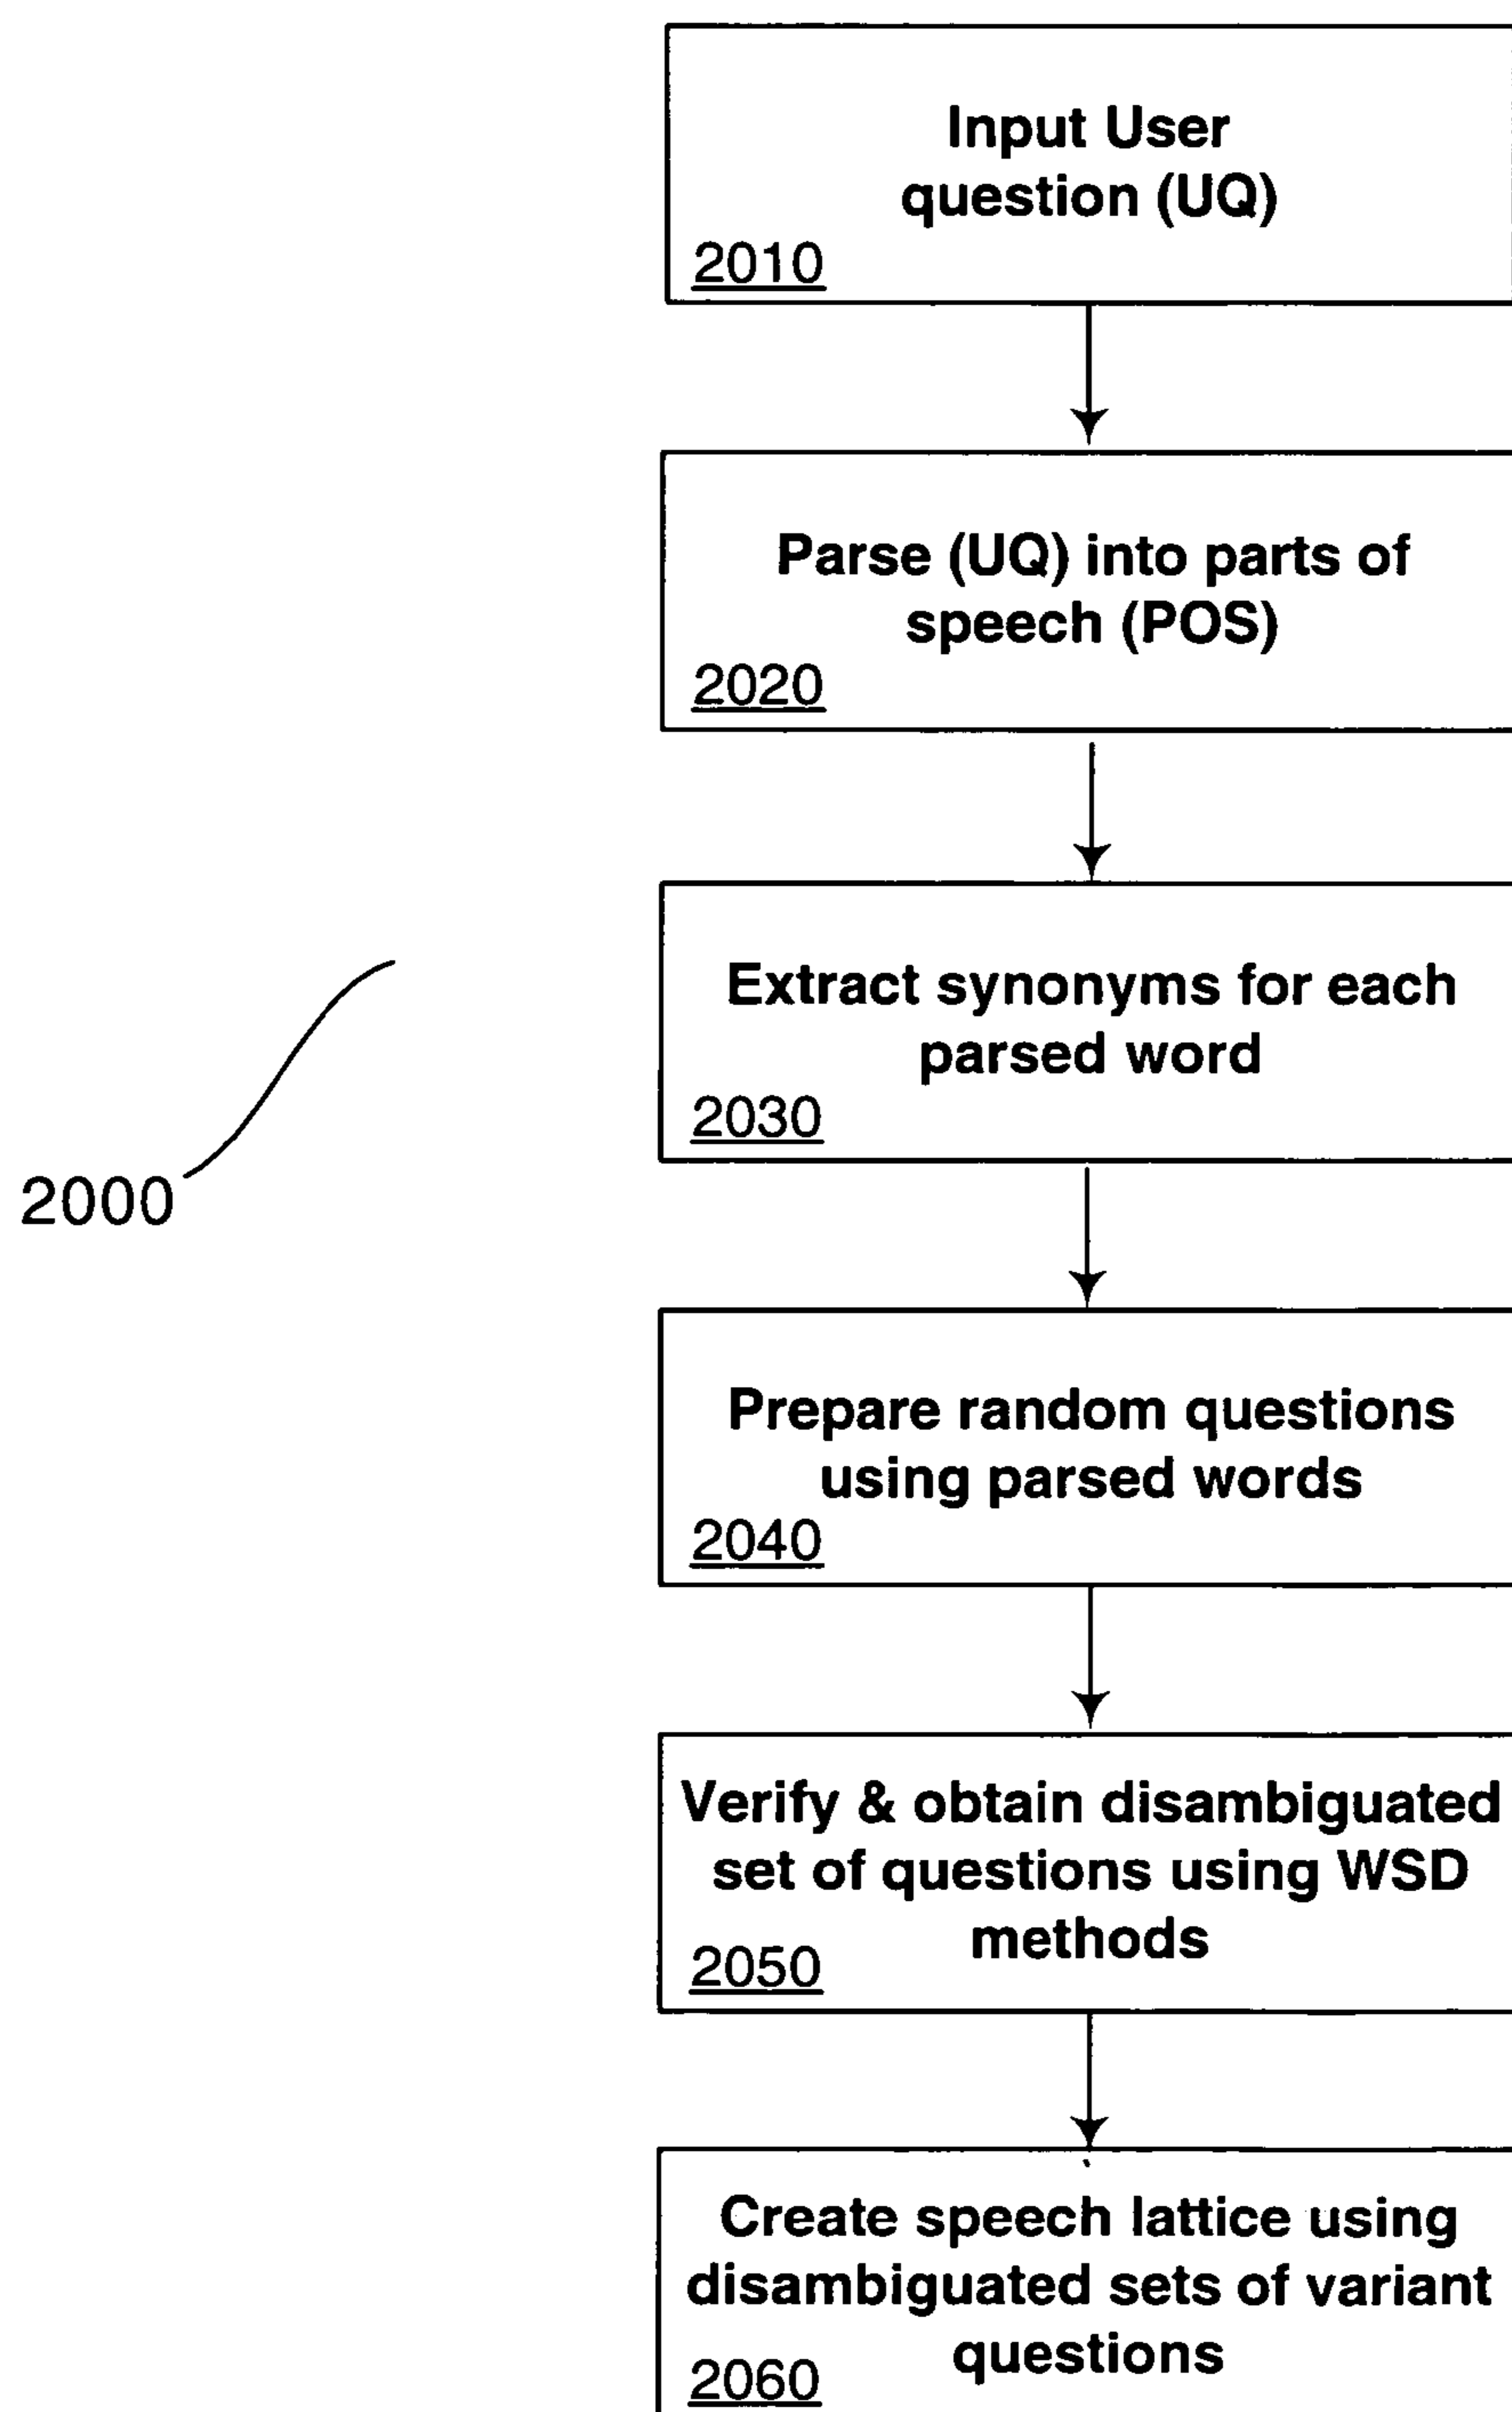 Input User
question (UQ)
2010
Parse (UQ) into parts of
speech (POS)
2020
Extract synonyms for each
parsed word
2030
2000
Prepare random questions
using parsed words
2040
Verify & obtain disambiguated
set of questions using WSD
methods
2050
Create speech lattice using
disambiguated sets of variant
questions
2060